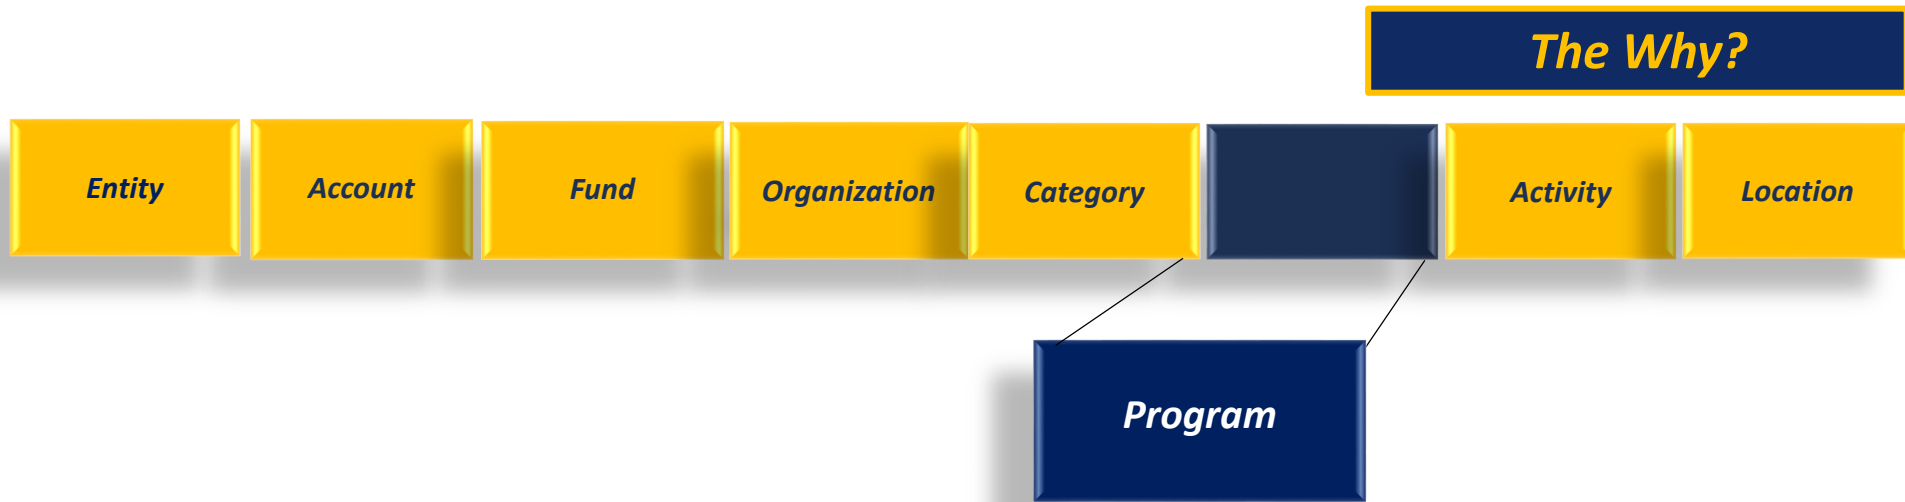 The Why?
Entity
Account
Fund
Organization
Category
Activity
Location
Program